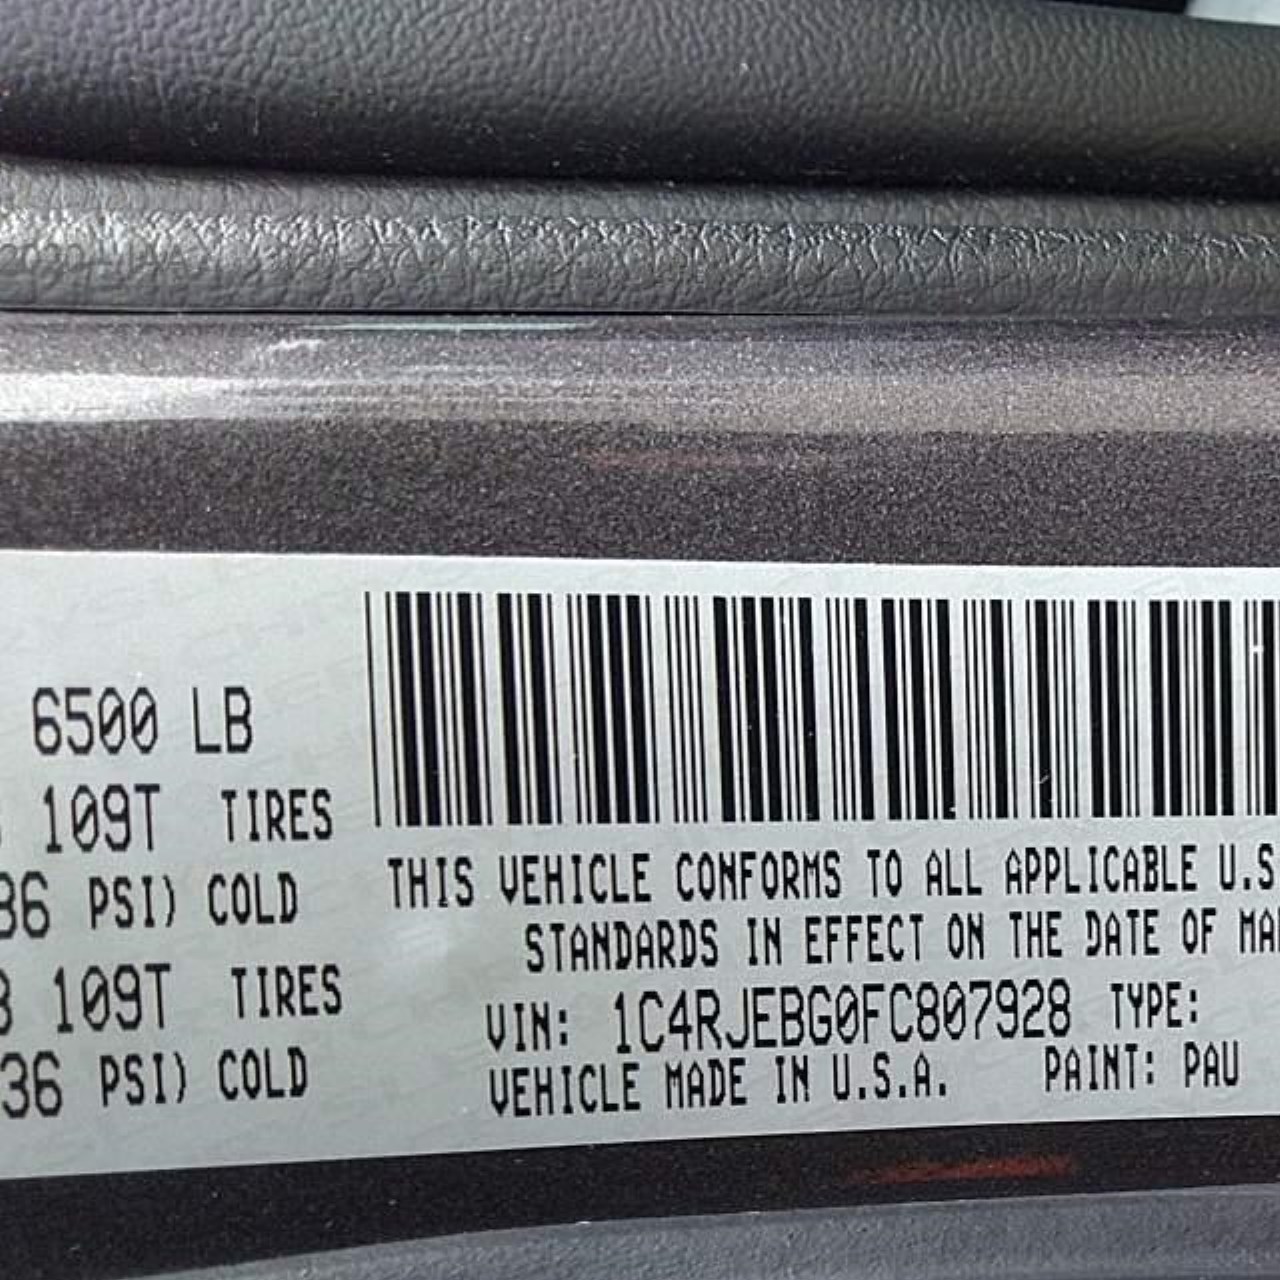 6500 LB
109T TIRES
36 PSI) COLD
109T TIRES
36 PSI) COLD
THIS VEHICLE CONFORMS TO ALL APPLICABLE U.S
STANDARDS IN EFFECT ON THE DATE OF MA
VIN: 1C4RJEBG0FC807928 TYPE:
VEHICLE MADE IN U.S.A. PAINT: PAU